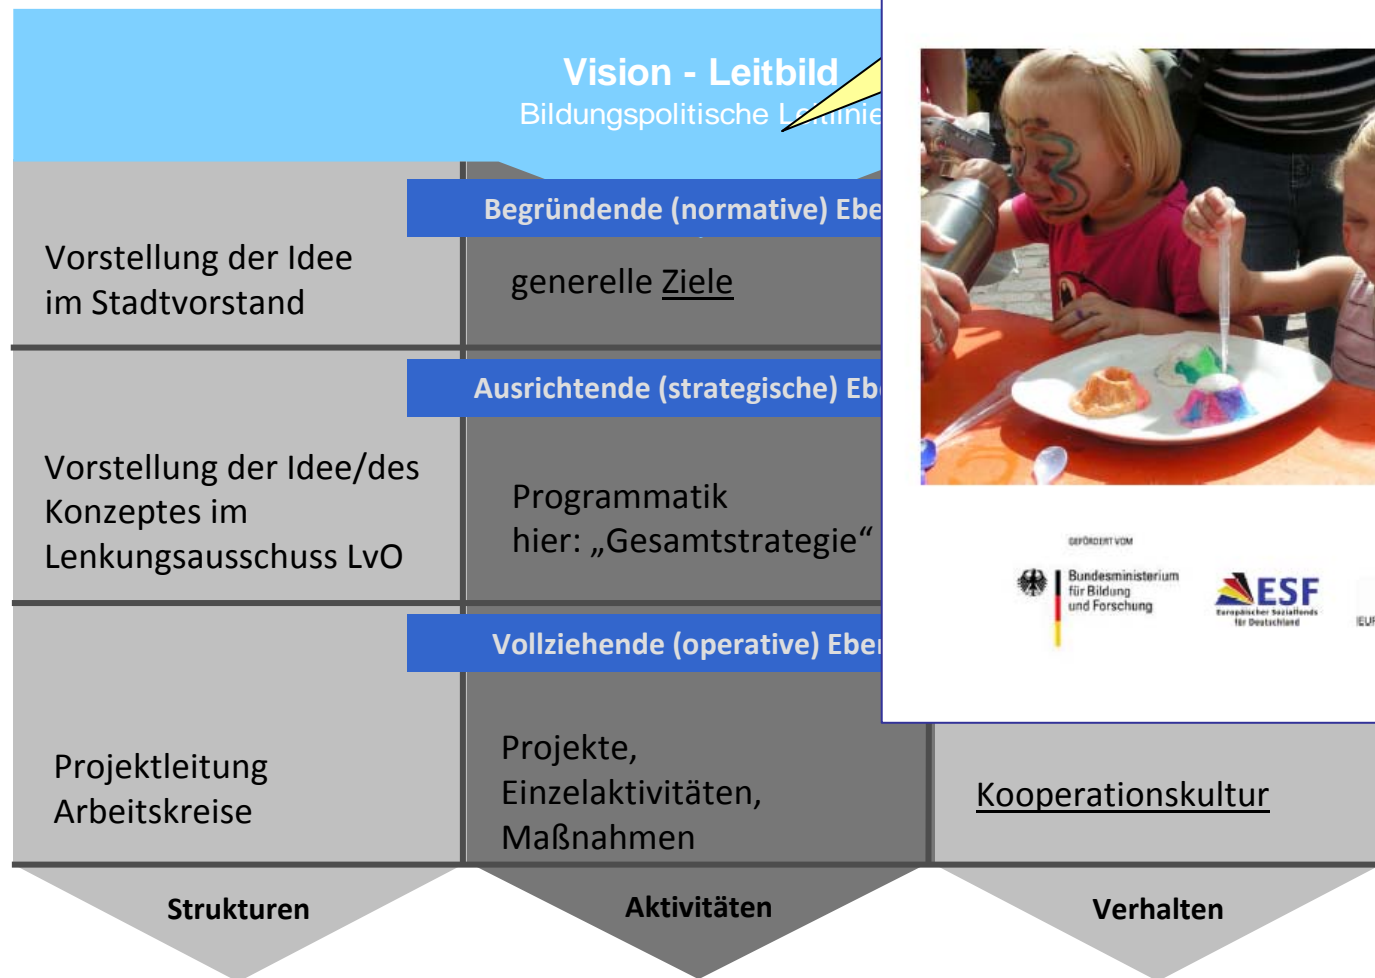 Vision - Leitbild
Bildungspolitische
Begründende (normative)
Vorstellung der Idee
im Stadtvorstand
generelle Ziele
Ausrichtende (strategische)
Vorstellung der Idee/des
Konzeptes im
Lenkungsausschuss LvO
Programmatik
hier: „Gesamtstrategie“
GEFÖRDERT VOM
Bundesministerium
für Bildung
und Forschung
ESF
Europäischer Sozialfonds
für Deutschland
Vollziehende (operative)
Projektleitung
Arbeitskreise
Projekte,
Einzelaktivitäten,
Maßnahmen
Kooperationskultur
Strukturen
Aktivitäten
Verhalten